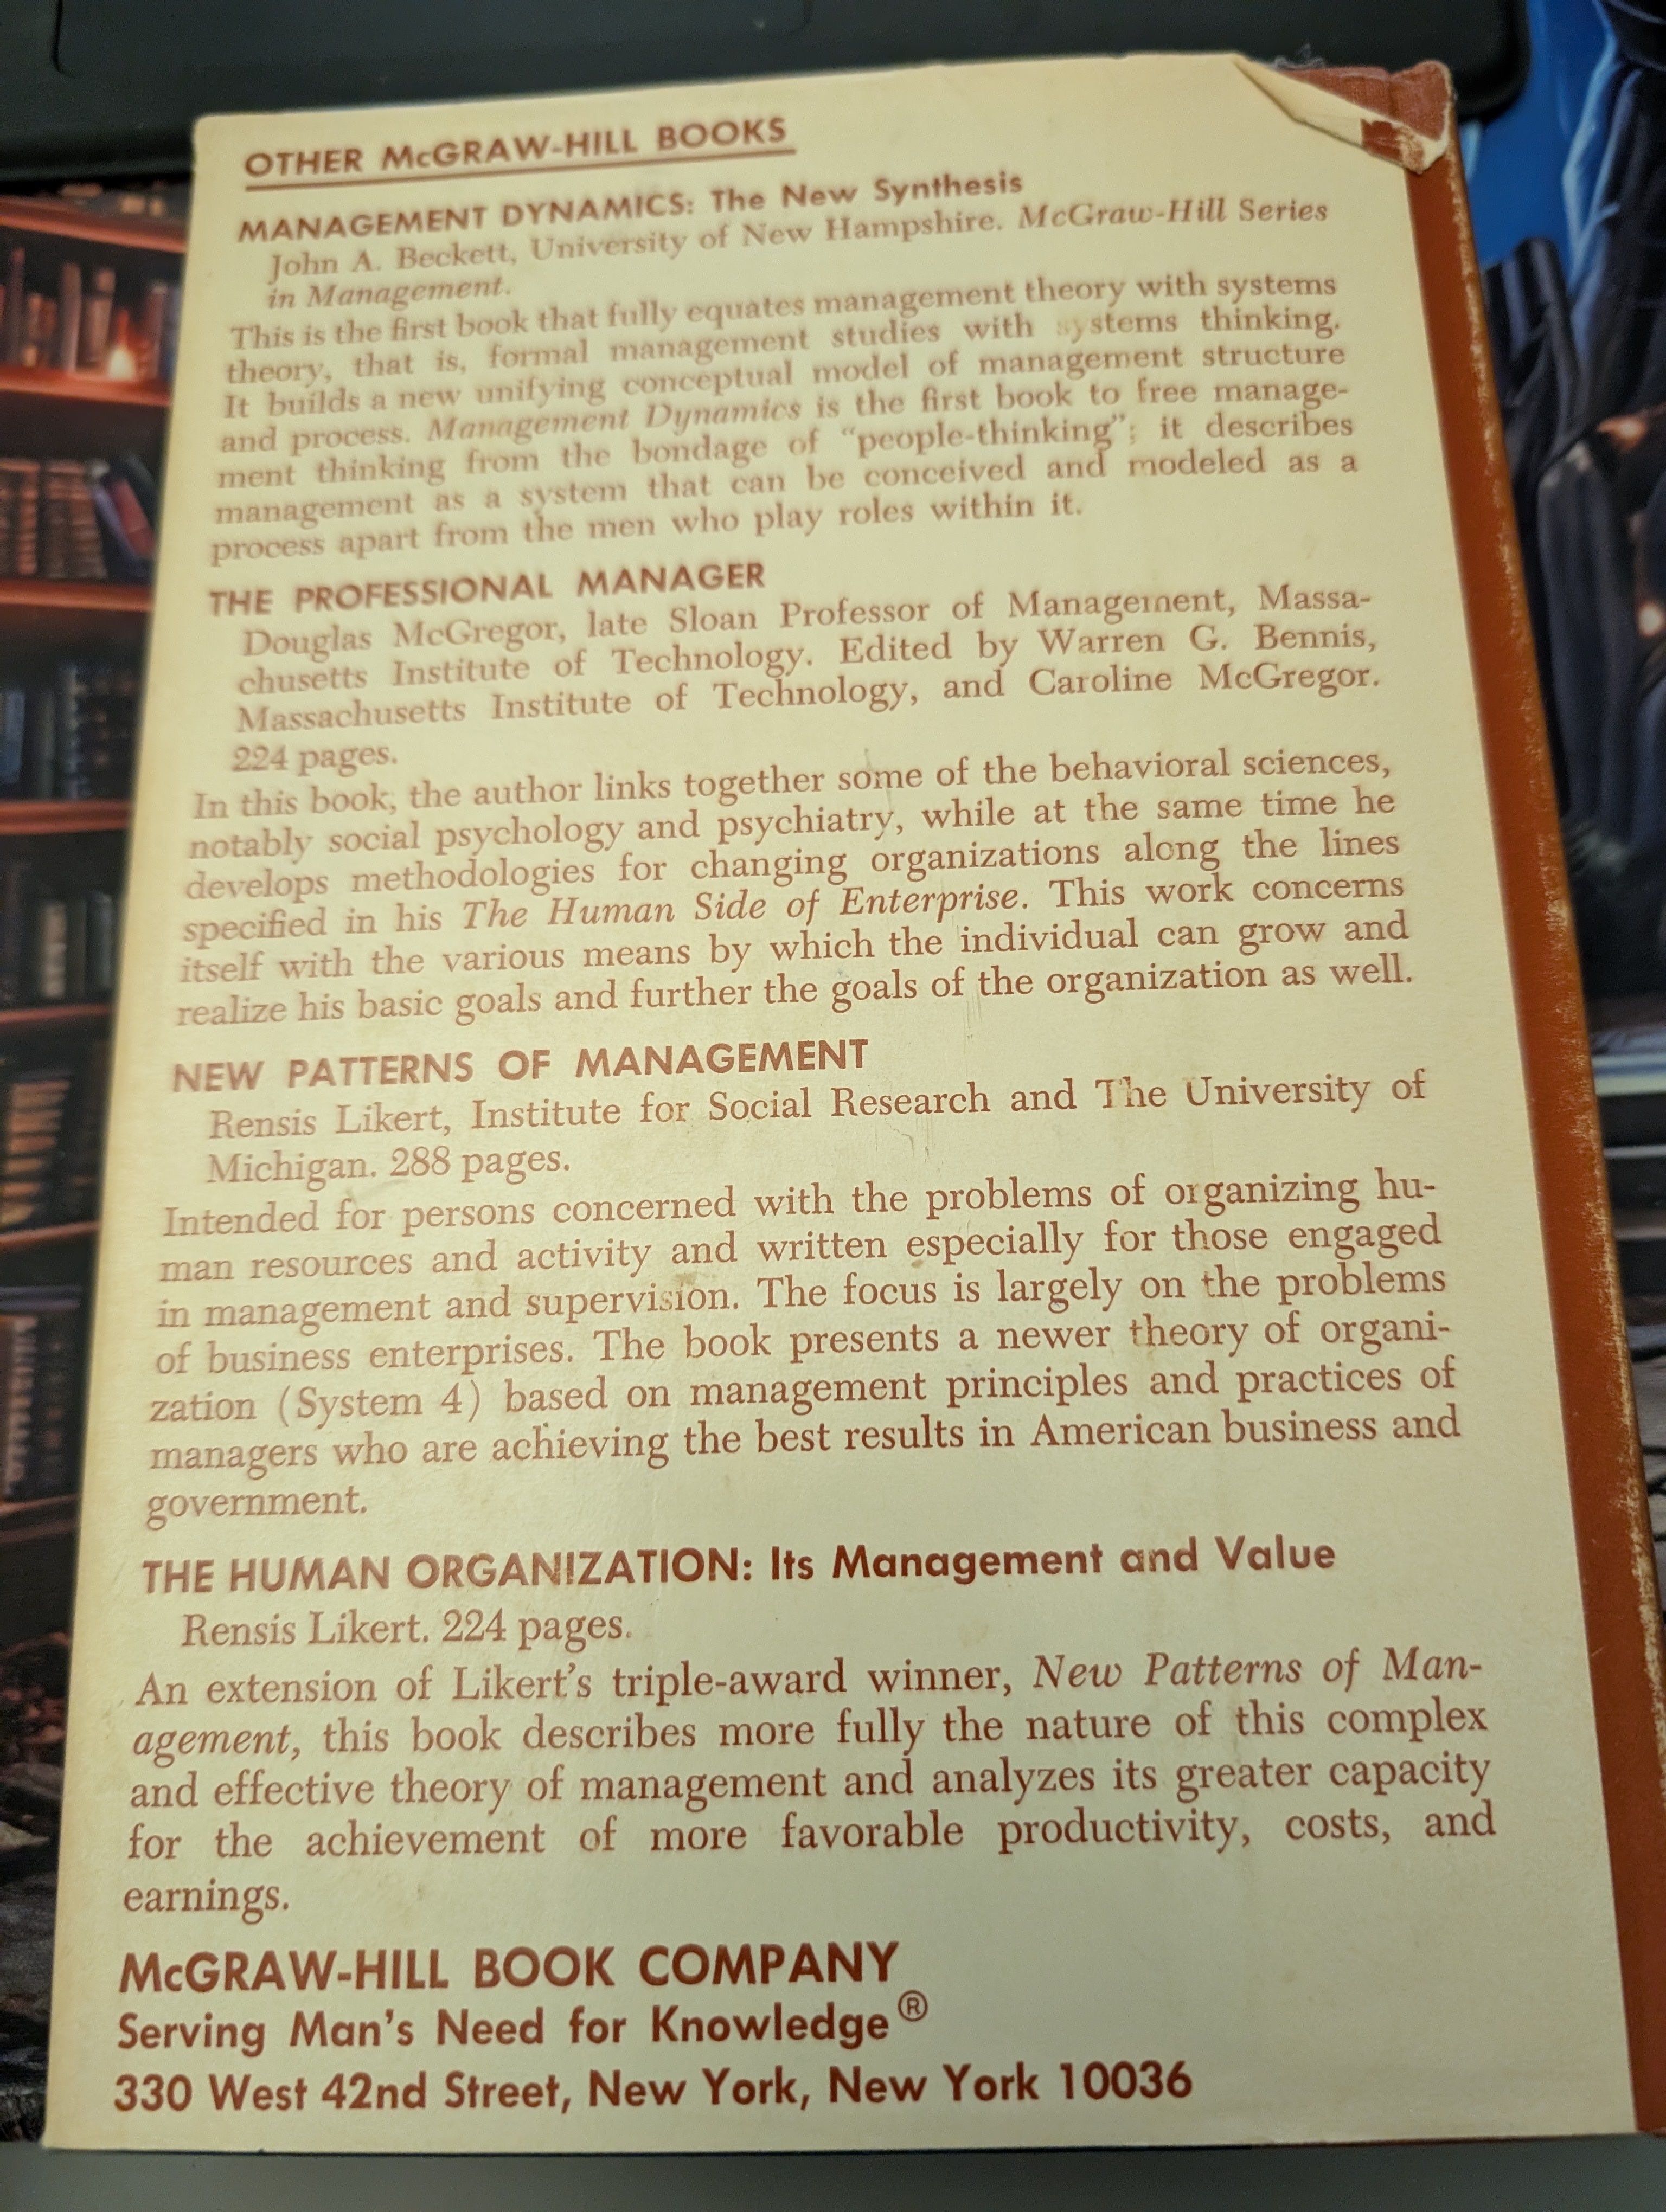 OTHER McGRAW-HILL BOOKS
MANAGEMENT DYNAMICS: The New Synthesis
John A. Beckett, University of New Hampshire. McGraw-Hill Series
in Management.
This is the first book that fully equates management theory with systems
theory, that is, formal management studies with systems thinking.
It builds a new unifying conceptual model of management structure
and process. Management Dynamics is the first book to free manage-
ment thinking from the bondage of "people-thinking"; it describes
management as a system that can be conceived and modeled as a
process apart from the men who play roles within it.
THE PROFESSIONAL MANAGER
Douglas McGregor, late Sloan Professor of Management, Massa-
chusetts Institute of Technology. Edited by Warren G. Bennis,
Massachusetts Institute of Technology, and Caroline McGregor.
224 pages.
In this book, the author links together some of the behavioral sciences,
notably social psychology and psychiatry, while at the same time he
develops methodologies for changing organizations along the lines
specified in his The Human Side of Enterprise. This work concerns
itself with the various means by which the individual can grow and
realize his basic goals and further the goals of the organization as well.
NEW PATTERNS OF MANAGEMENT
Rensis Likert, Institute for Social Research and The University of
Michigan. 288 pages.
Intended for persons concerned with the problems of organizing hu-
man resources and activity and written especially for those engaged
in management and supervision. The focus is largely on the problems
of business enterprises. The book presents a newer theory of organi-
zation (System 4) based on management principles and practices of
managers who are achieving the best results in American business and
government.
THE HUMAN ORGANIZATION: Its Management and Value
Rensis Likert. 224 pages.
An extension of Likert's triple-award winner, New Patterns of Man-
agement, this book describes more fully the nature of this complex
and effective theory of management and analyzes its greater capacity
for the achievement of more favorable productivity, costs, and
earnings.
McGRAW-HILL BOOK COMPANY
Serving Man's Need for Knowledge®
330 West 42nd Street, New York, New York 10036